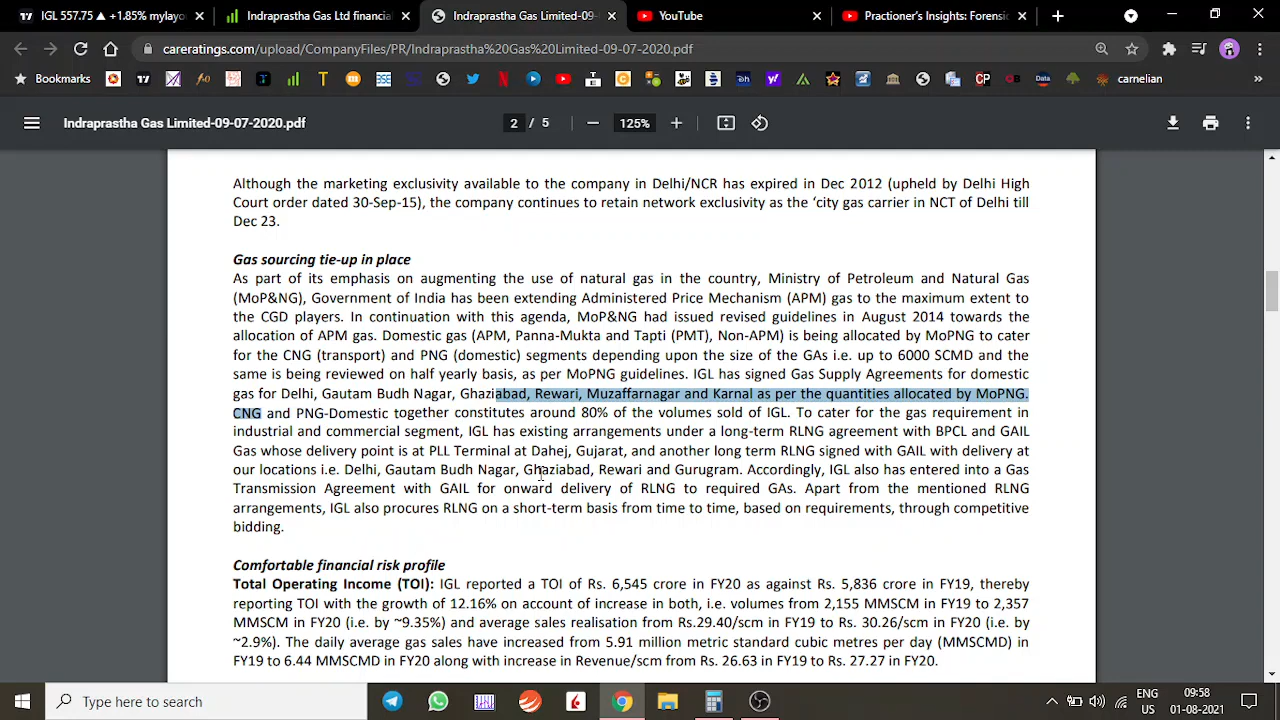 IGL 557.75 ▲ +1.85% mylayo
Indraprastha Gas Ltd financial
Indraprastha Gas Limited-09-
YouTube
Practioner's Insights: Forensi
careratings.com/upload/CompanyFiles/PR/Indraprastha%20Gas%20Limited-09-07-2020.pdf
Bookmarks
carnelian
Indraprastha Gas Limited-09-07-2020.pdf
2 / 5
125%
Although the marketing exclusivity available to the company in Delhi/NCR has expired in Dec 2012 (upheld by Delhi High
Court order dated 30-Sep-15), the company continues to retain network exclusivity as the ‘city gas carrier in NCT of Delhi till
Dec 23.
Gas sourcing tie-up in place
As part of its emphasis on augmenting the use of natural gas in the country, Ministry of Petroleum and Natural Gas
(MoP&NG), Government of India has been extending Administered Price Mechanism (APM) gas to the maximum extent to
the CGD players. In continuation with this agenda, MoP&NG had issued revised guidelines in August 2014 towards the
allocation of APM gas. Domestic gas (APM, Panna-Mukta and Tapti (PMT), Non-APM) is being allocated by MoPNG to cater
for the CNG (transport) and PNG (domestic) segments depending upon the size of the GAs i.e. up to 6000 SCMD and the
same is being reviewed on half yearly basis, as per MoPNG guidelines. IGL has signed Gas Supply Agreements for domestic
gas for Delhi, Gautam Budh Nagar, Ghaziabad, Rewari, Muzaffarnagar and Karnal as per the quantities allocated by MoPNG.
CNG and PNG-Domestic together constitutes around 80% of the volumes sold of IGL. To cater for the gas requirement in
industrial and commercial segment, IGL has existing arrangements under a long-term RLNG agreement with BPCL and GAIL
Gas whose delivery point is at PLL Terminal at Dahej, Gujarat, and another long term RLNG signed with GAIL with delivery at
our locations i.e. Delhi, Gautam Budh Nagar, Ghaziabad, Rewari and Gurugram. Accordingly, IGL also has entered into a Gas
Transmission Agreement with GAIL for onward delivery of RLNG to required GAs. Apart from the mentioned RLNG
arrangements, IGL also procures RLNG on a short-term basis from time to time, based on requirements, through competitive
bidding.
Comfortable financial risk profile
Total Operating Income (TOI): IGL reported a TOI of Rs. 6,545 crore in FY20 as against Rs. 5,836 crore in FY19, thereby
reporting TOI with the growth of 12.16% on account of increase in both, i.e. volumes from 2,155 MMSCM in FY19 to 2,357
MMSCM in FY20 (i.e. by ~9.35%) and average sales realisation from Rs.29.40/scm in FY19 to Rs. 30.26/scm in FY20 (i.e. by
~2.9%). The daily average gas sales have increased from 5.91 million metric standard cubic metres per day (MMSCMD) in
FY19 to 6.44 MMSCMD in FY20 along with increase in Revenue/scm from Rs. 26.63 in FY19 to Rs. 27.27 in FY20.
Type here to search
ENG
US
09:58
01-08-2021